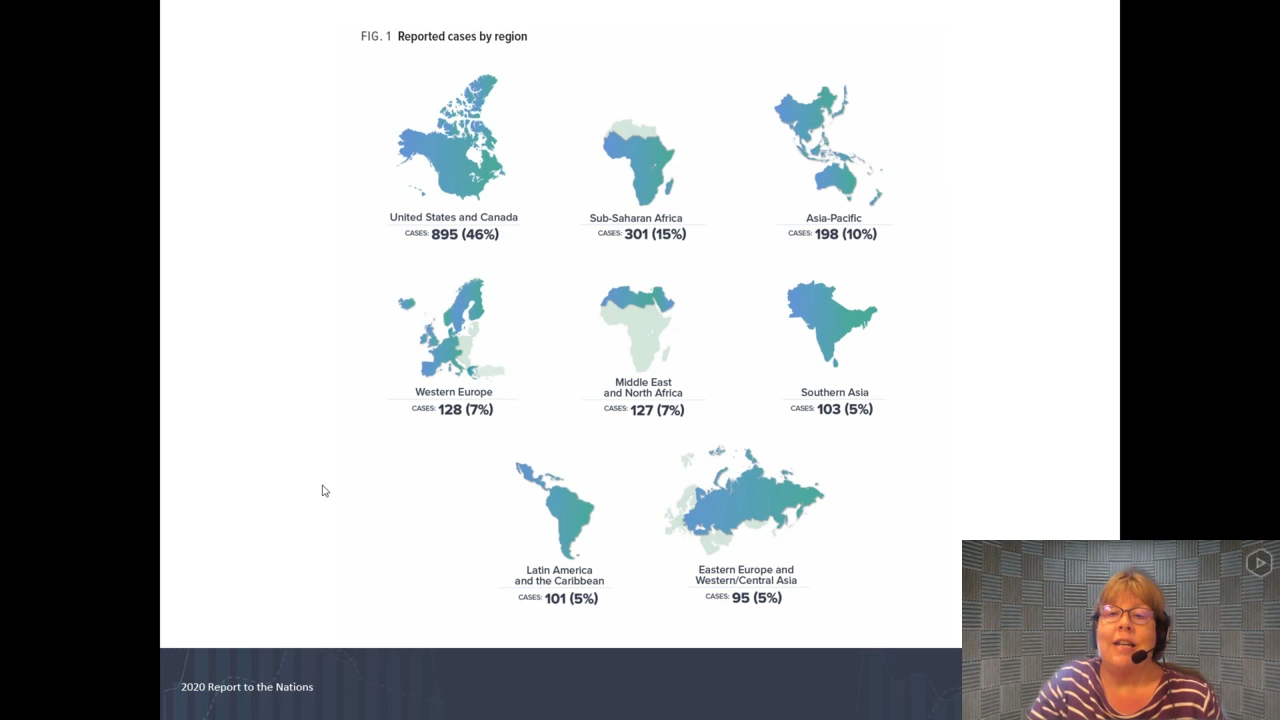 FIG. 1 Reported cases by region
United States and Canada
CASES: 895 (46%)
Sub-Saharan Africa
CASES: 301 (15%)
Asia-Pacific
CASES: 198 (10%)
Western Europe
CASES: 128 (7%)
Middle East
and North Africa
CASES: 127 (7%)
Southern Asia
CASES: 103 (5%)
Latin America
and the Caribbean
CASES: 101 (5%)
Eastern Europe and
Western/Central Asia
CASES: 95 (5%)
2020 Report to the Nations